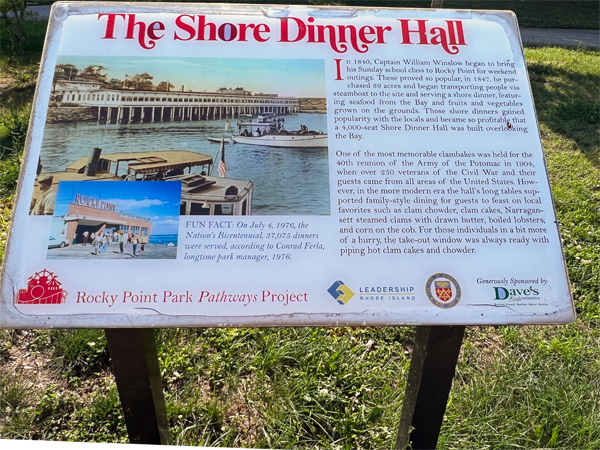 The Shore Dinner Hall
In 1840, Captain William Winslow began to bring
his Sunday school class to Rocky Point for weekend
outings. These proved so popular, in 1847, he pur-
chased 89 acres and began transporting people via
steamboat to the site and serving a shore dinner, featur-
ing seafood from the Bay and fruits and vegetables
grown on the grounds. Those shore dinners gained
popularity with the locals and became so profitable that
a 4,000-seat Shore Dinner Hall was built overlooking
the Bay.
One of the most memorable clambakes was held for the
40th reunion of the Army of the Potomac in 1904,
when over 250 veterans of the Civil War and their
guests came from all areas of the United States. How-
ever, in the more modern era the hall's long tables sup-
ported family-style dining for guests to feast on local
favorites such as clam chowder, clam cakes, Narragan-
sett steamed clams with drawn butter, boiled lobsters,
and corn on the cob. For those individuals in a bit more
of a hurry, the take-out window was always ready with
piping hot clam cakes and chowder.
ROCKY POINT
FUN FACT: On July 4, 1976, the
Nation's Bicentennial, 37,075 dinners
were served, according to Conrad Ferla,
longtime park manager, 1976.
Rocky Point Park Pathways Project
LEADERSHIP
RHODE ISLAND
Generously Sponsored by:
Dave's